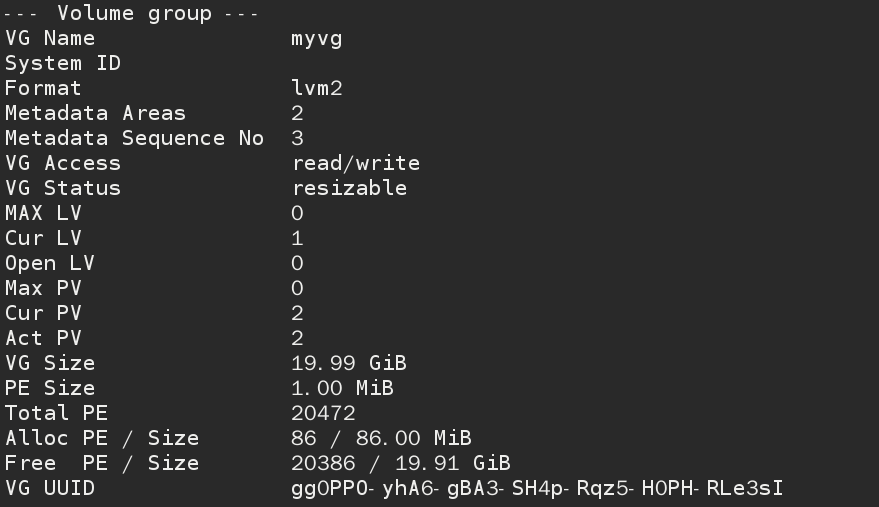 --- Volume group ---
VG Name myvg
System ID
Format lvm2
Metadata Areas 2
Metadata Sequence No 3
VG Access read/write
VG Status resizable
MAX LV 0
Cur LV 1
Open LV 0
Max PV 0
Cur PV 2
Act PV 2
VG Size 19.99 GiB
PE Size 1.00 MiB
Total PE 20472
Alloc PE / Size 86 / 86.00 MiB
Free  PE / Size 20386 / 19.91 GiB
VG UUID ggOPPO-yhA6-gBA3-SH4p-Rqz5-H0PH-RLe3sI